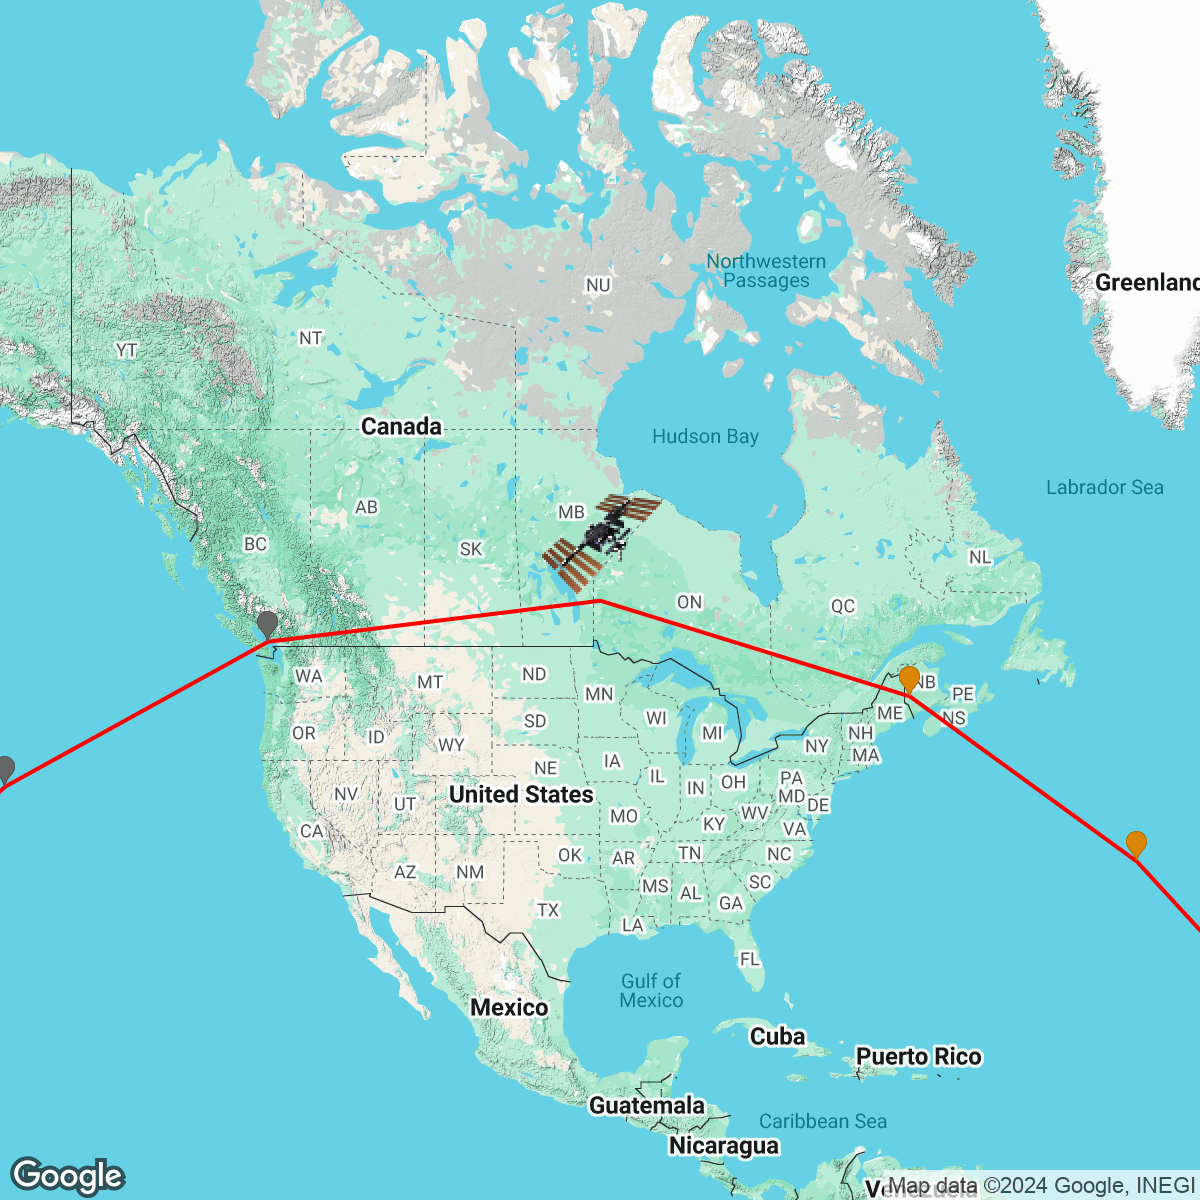 Greenland
Northwestern
Passages
NU
NT
YT
Canada
Hudson Bay
Labrador Sea
AB
MB
BC
SK
NL
ON
QC
WA
MT
ND
MN
NB
PE
ME
NS
OR
ID
SD
WI
MI
NH
NY
MA
WY
NE
IA
IL
IN
OH
PA
MD
DE
NV
UT
United States
MO
KY
WV
VA
CA
AZ
NM
OK
AR
TN
NC
MS
AL
SC
GA
TX
LA
FL
Gulf of
Mexico
Mexico
Cuba
Puerto Rico
Guatemala
Caribbean Sea
Nicaragua
Venezuela
Google
Map data ©2024 Google, INEGI